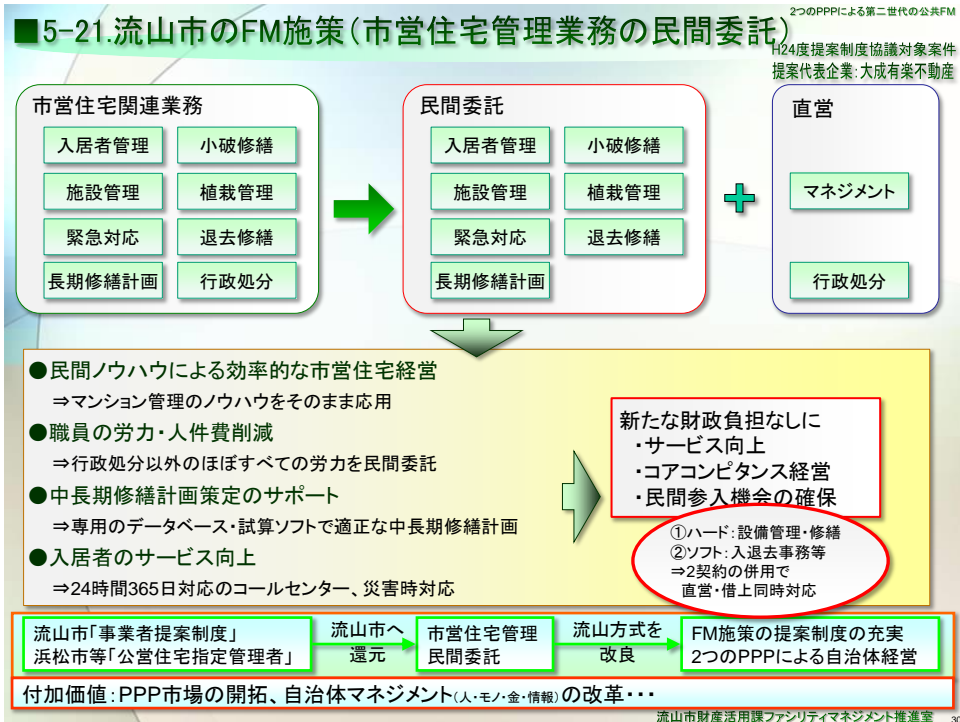 2つのPPPによる第二世代の公共FM
■5-21.流山市のFM施策(市営住宅管理業務の民間委託)
H24度提案制度協議対象案件
提案代表企業:大成有楽不動産
市営住宅関連業務
入居者管理 小破修繕
施設管理 植栽管理
緊急対応 退去修繕
長期修繕計画 行政処分
民間委託
入居者管理 小破修繕
施設管理 植栽管理
緊急対応 退去修繕
長期修繕計画
直営
マネジメント
行政処分
●民間ノウハウによる効率的な市営住宅経営
⇒マンション管理のノウハウをそのまま応用
●職員の労力・人件費削減
⇒行政処分以外のほぼすべての労力を民間委託
●中長期修繕計画策定のサポート
⇒専用のデータベース・試算ソフトで適正な中長期修繕計画
●入居者のサービス向上
⇒24時間365日対応のコールセンター、災害時対応
新たな財政負担なしに
・サービス向上
・コアコンピタンス経営
・民間参入機会の確保
①ハード:設備管理・修繕
②ソフト:入退去事務等
⇒2契約の併用で
直営・借上同時対応
流山市「事業者提案制度」
浜松市等「公営住宅指定管理者」
流山市へ
還元
市営住宅管理
民間委託
流山方式を
改良
FM施策の提案制度の充実
2つのPPPによる自治体経営
付加価値:PPP市場の開拓、自治体マネジメント(人・モノ・金・情報)の改革・・・
流山市財産活用課ファシリティマネジメント推進室
30